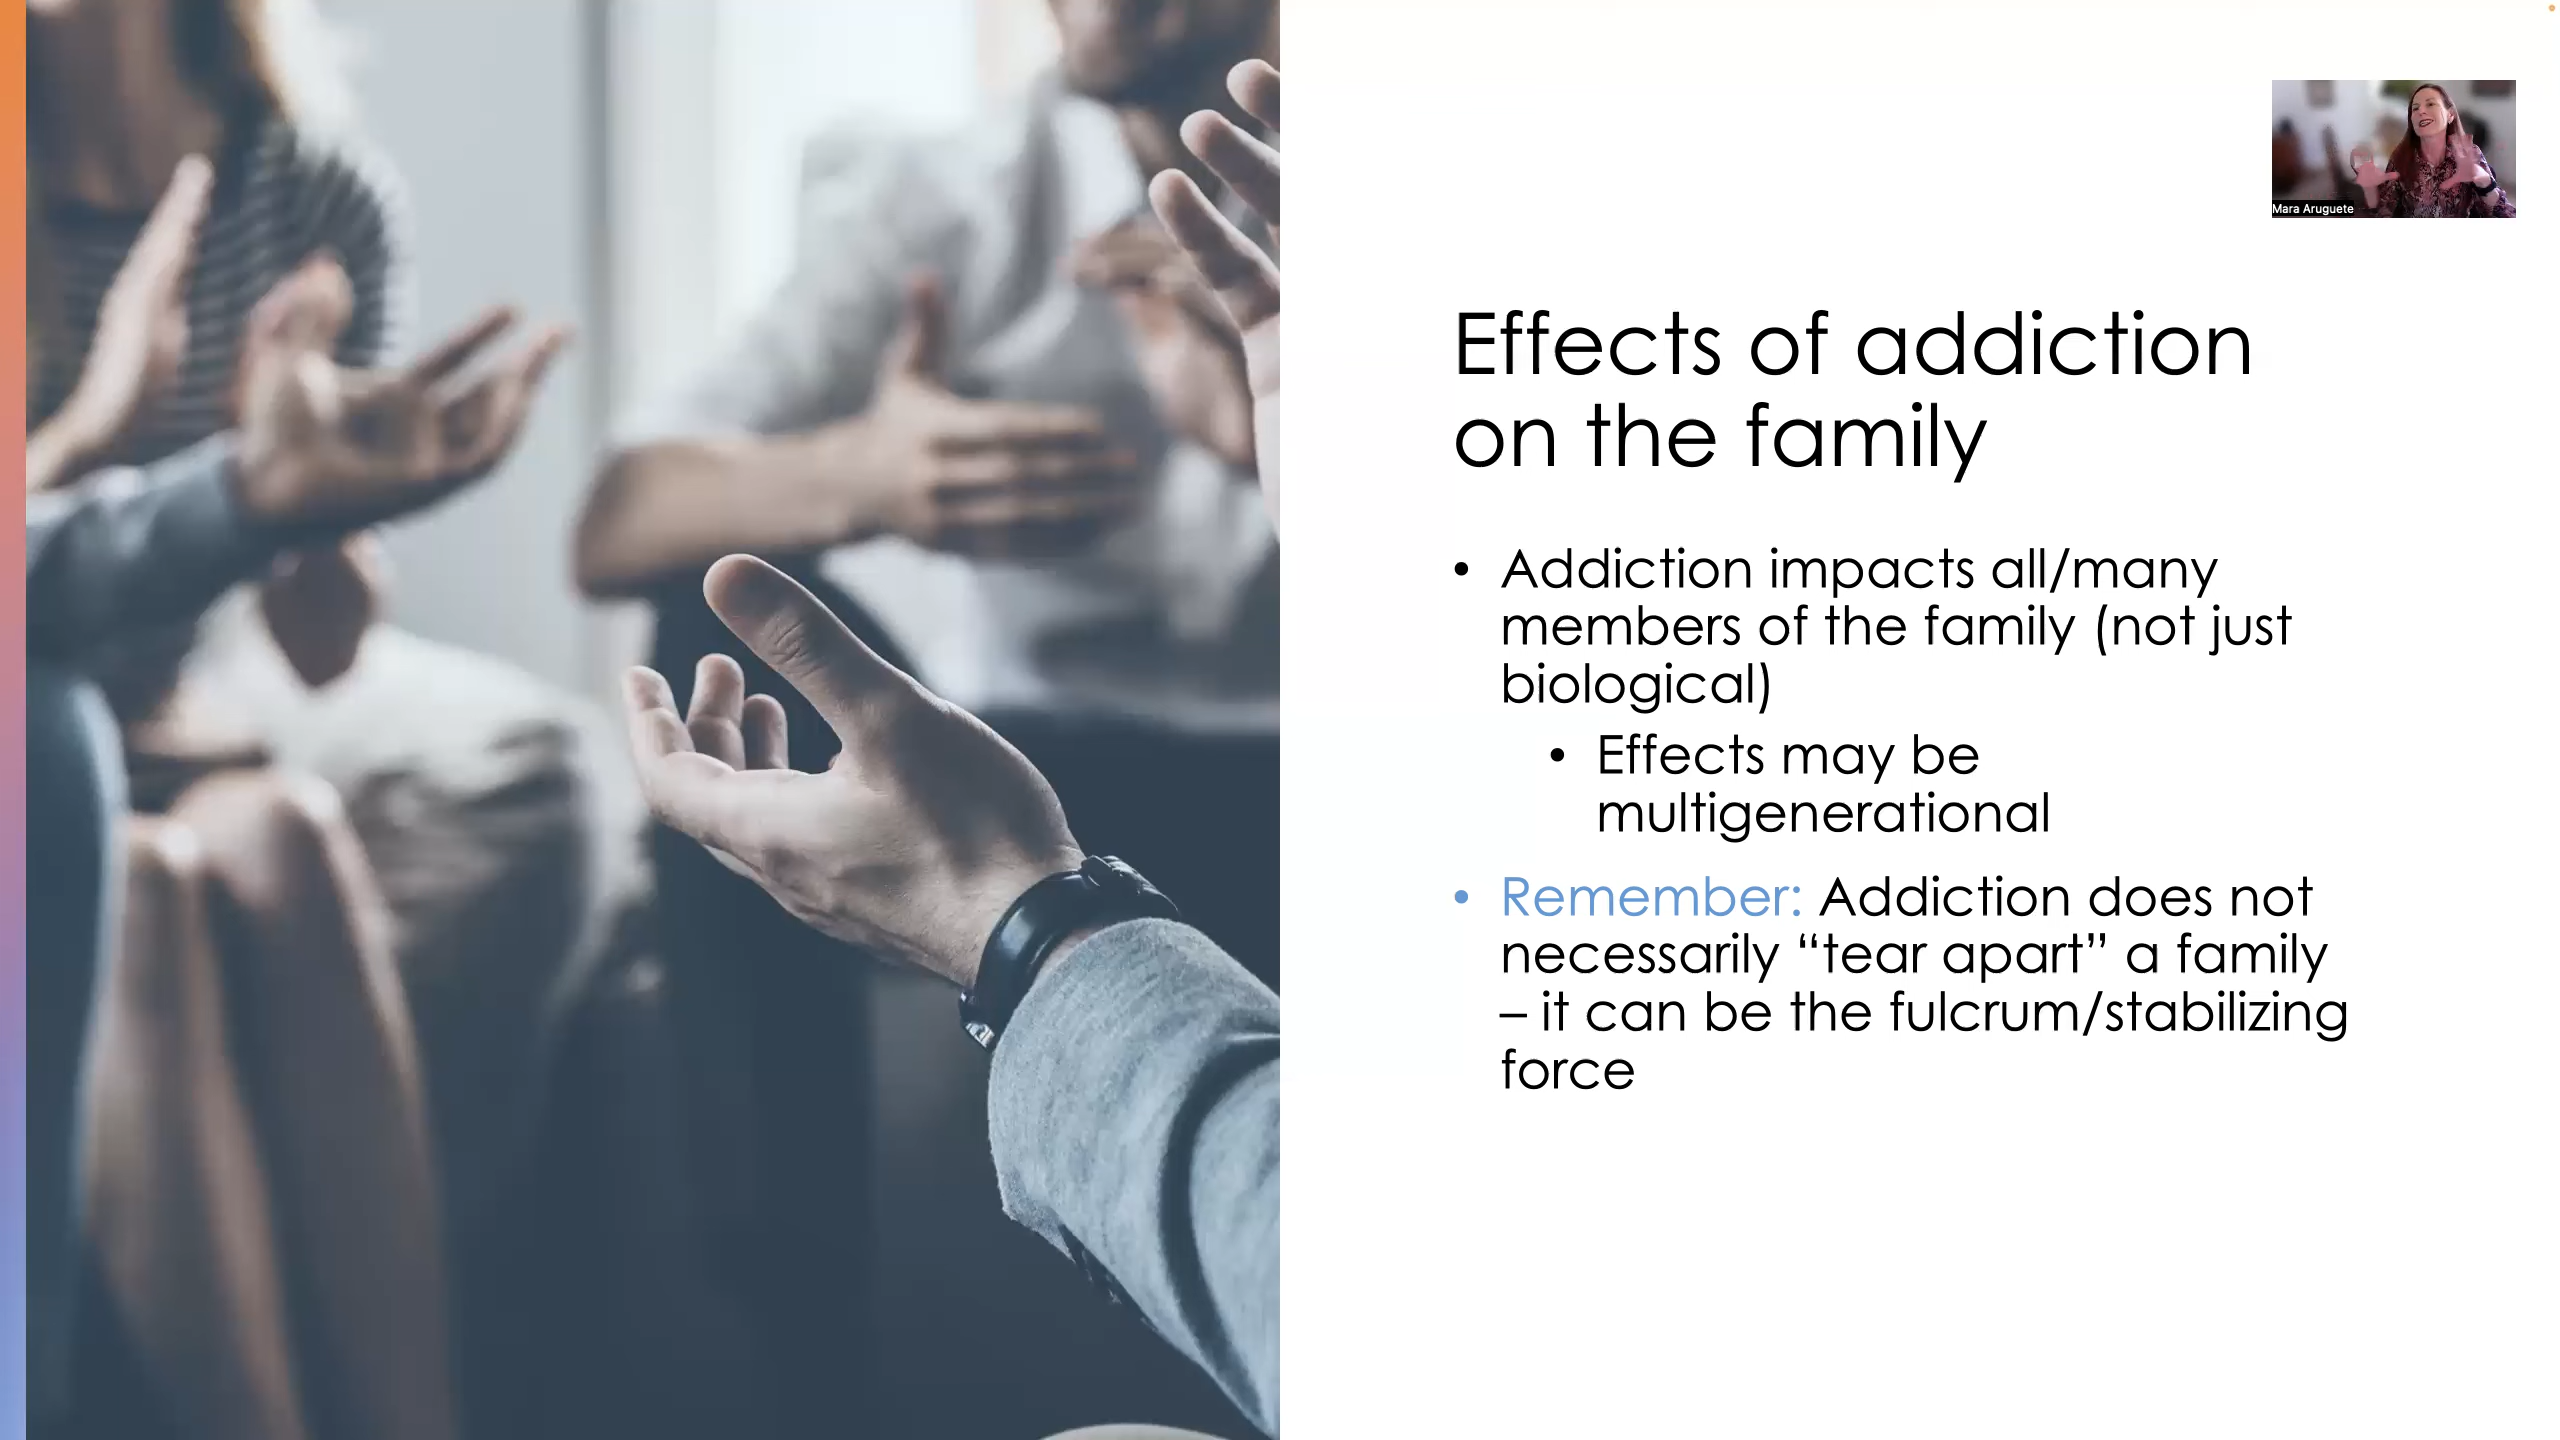 Mara Aruguete
Effects of addiction
on the family
• Addiction impacts all/many
members of the family (not just
biological)
• Effects may be
multigenerational
• Remember: Addiction does not
necessarily “tear apart” a family
– it can be the fulcrum/stabilizing
force